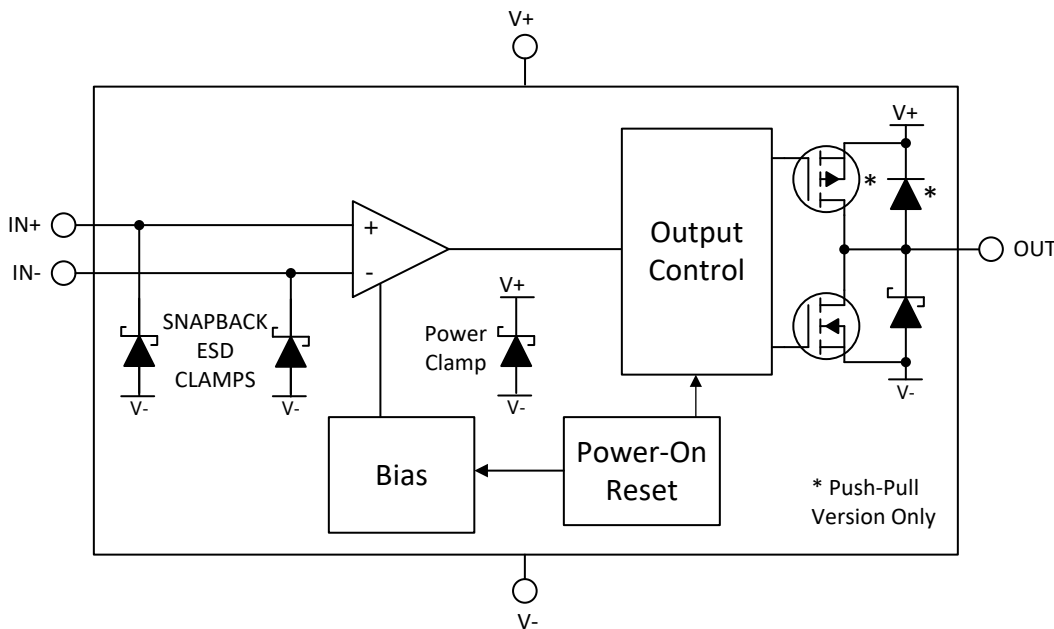 V+
V+
*
*
IN+
+
Output
Control
OUT
IN-
-
V+
SNAPBACK
ESD
CLAMPS
Power
Clamp
V-
V-
V-
V-
Bias
Power-On
Reset
* Push-Pull
Version Only
V-